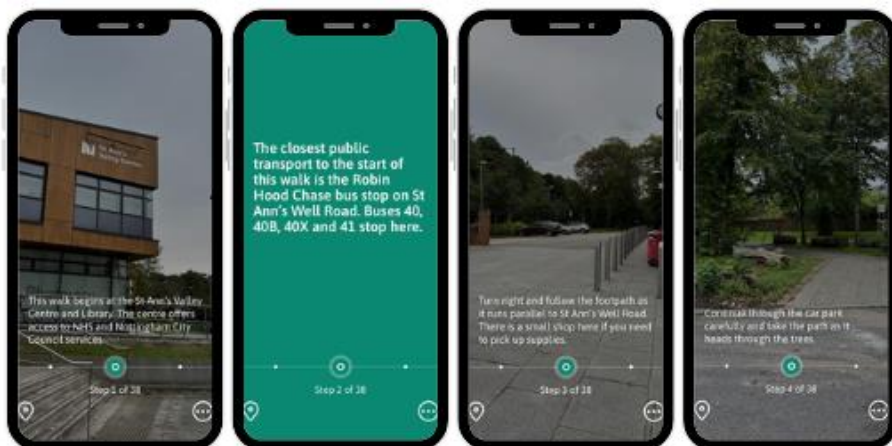 St Ann's
Valley Centre
This walk begins at the St Ann's Valley
Centre and Library. The centre offers
access to NHS and Nottingham City
Council services.
Step 1 of 38
The closest public
transport to the start of
this walk is the Robin
Hood Chase bus stop on St
Ann's Well Road. Buses 40,
40B, 40X and 41 stop here.
Step 2 of 38
Turn right and follow the footpath as
it runs parallel to St Ann's Well Road.
There is a small shop here if you need
to pick up supplies.
Step 3 of 38
Continue through the car park
carefully and take the path as it
heads through the trees.
Step 4 of 38